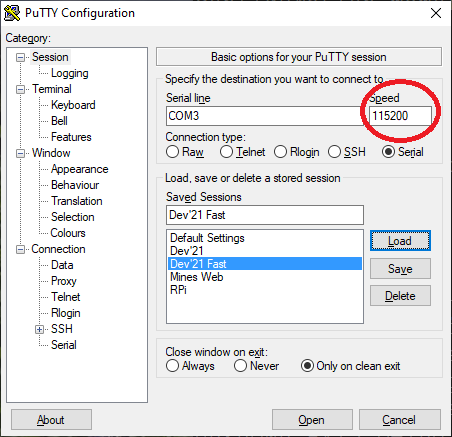 PuTTY Configuration
Category:
Session
Logging
Terminal
Keyboard
Bell
Features
Window
Appearance
Behaviour
Translation
Selection
Colours
Connection
Data
Proxy
Telnet
Rlogin
SSH
Serial
Basic options for your PuTTY session
Specify the destination you want to connect to
Serial line
Speed
COM3
115200
Connection type:
Raw Telnet Rlogin SSH Serial
Load, save or delete a stored session
Saved Sessions
Dev'21 Fast
Default Settings
Dev'21
Dev'21 Fast
Mines Web
RPi
Load
Save
Delete
Close window on exit:
Always Never Only on clean exit
About
Open
Cancel